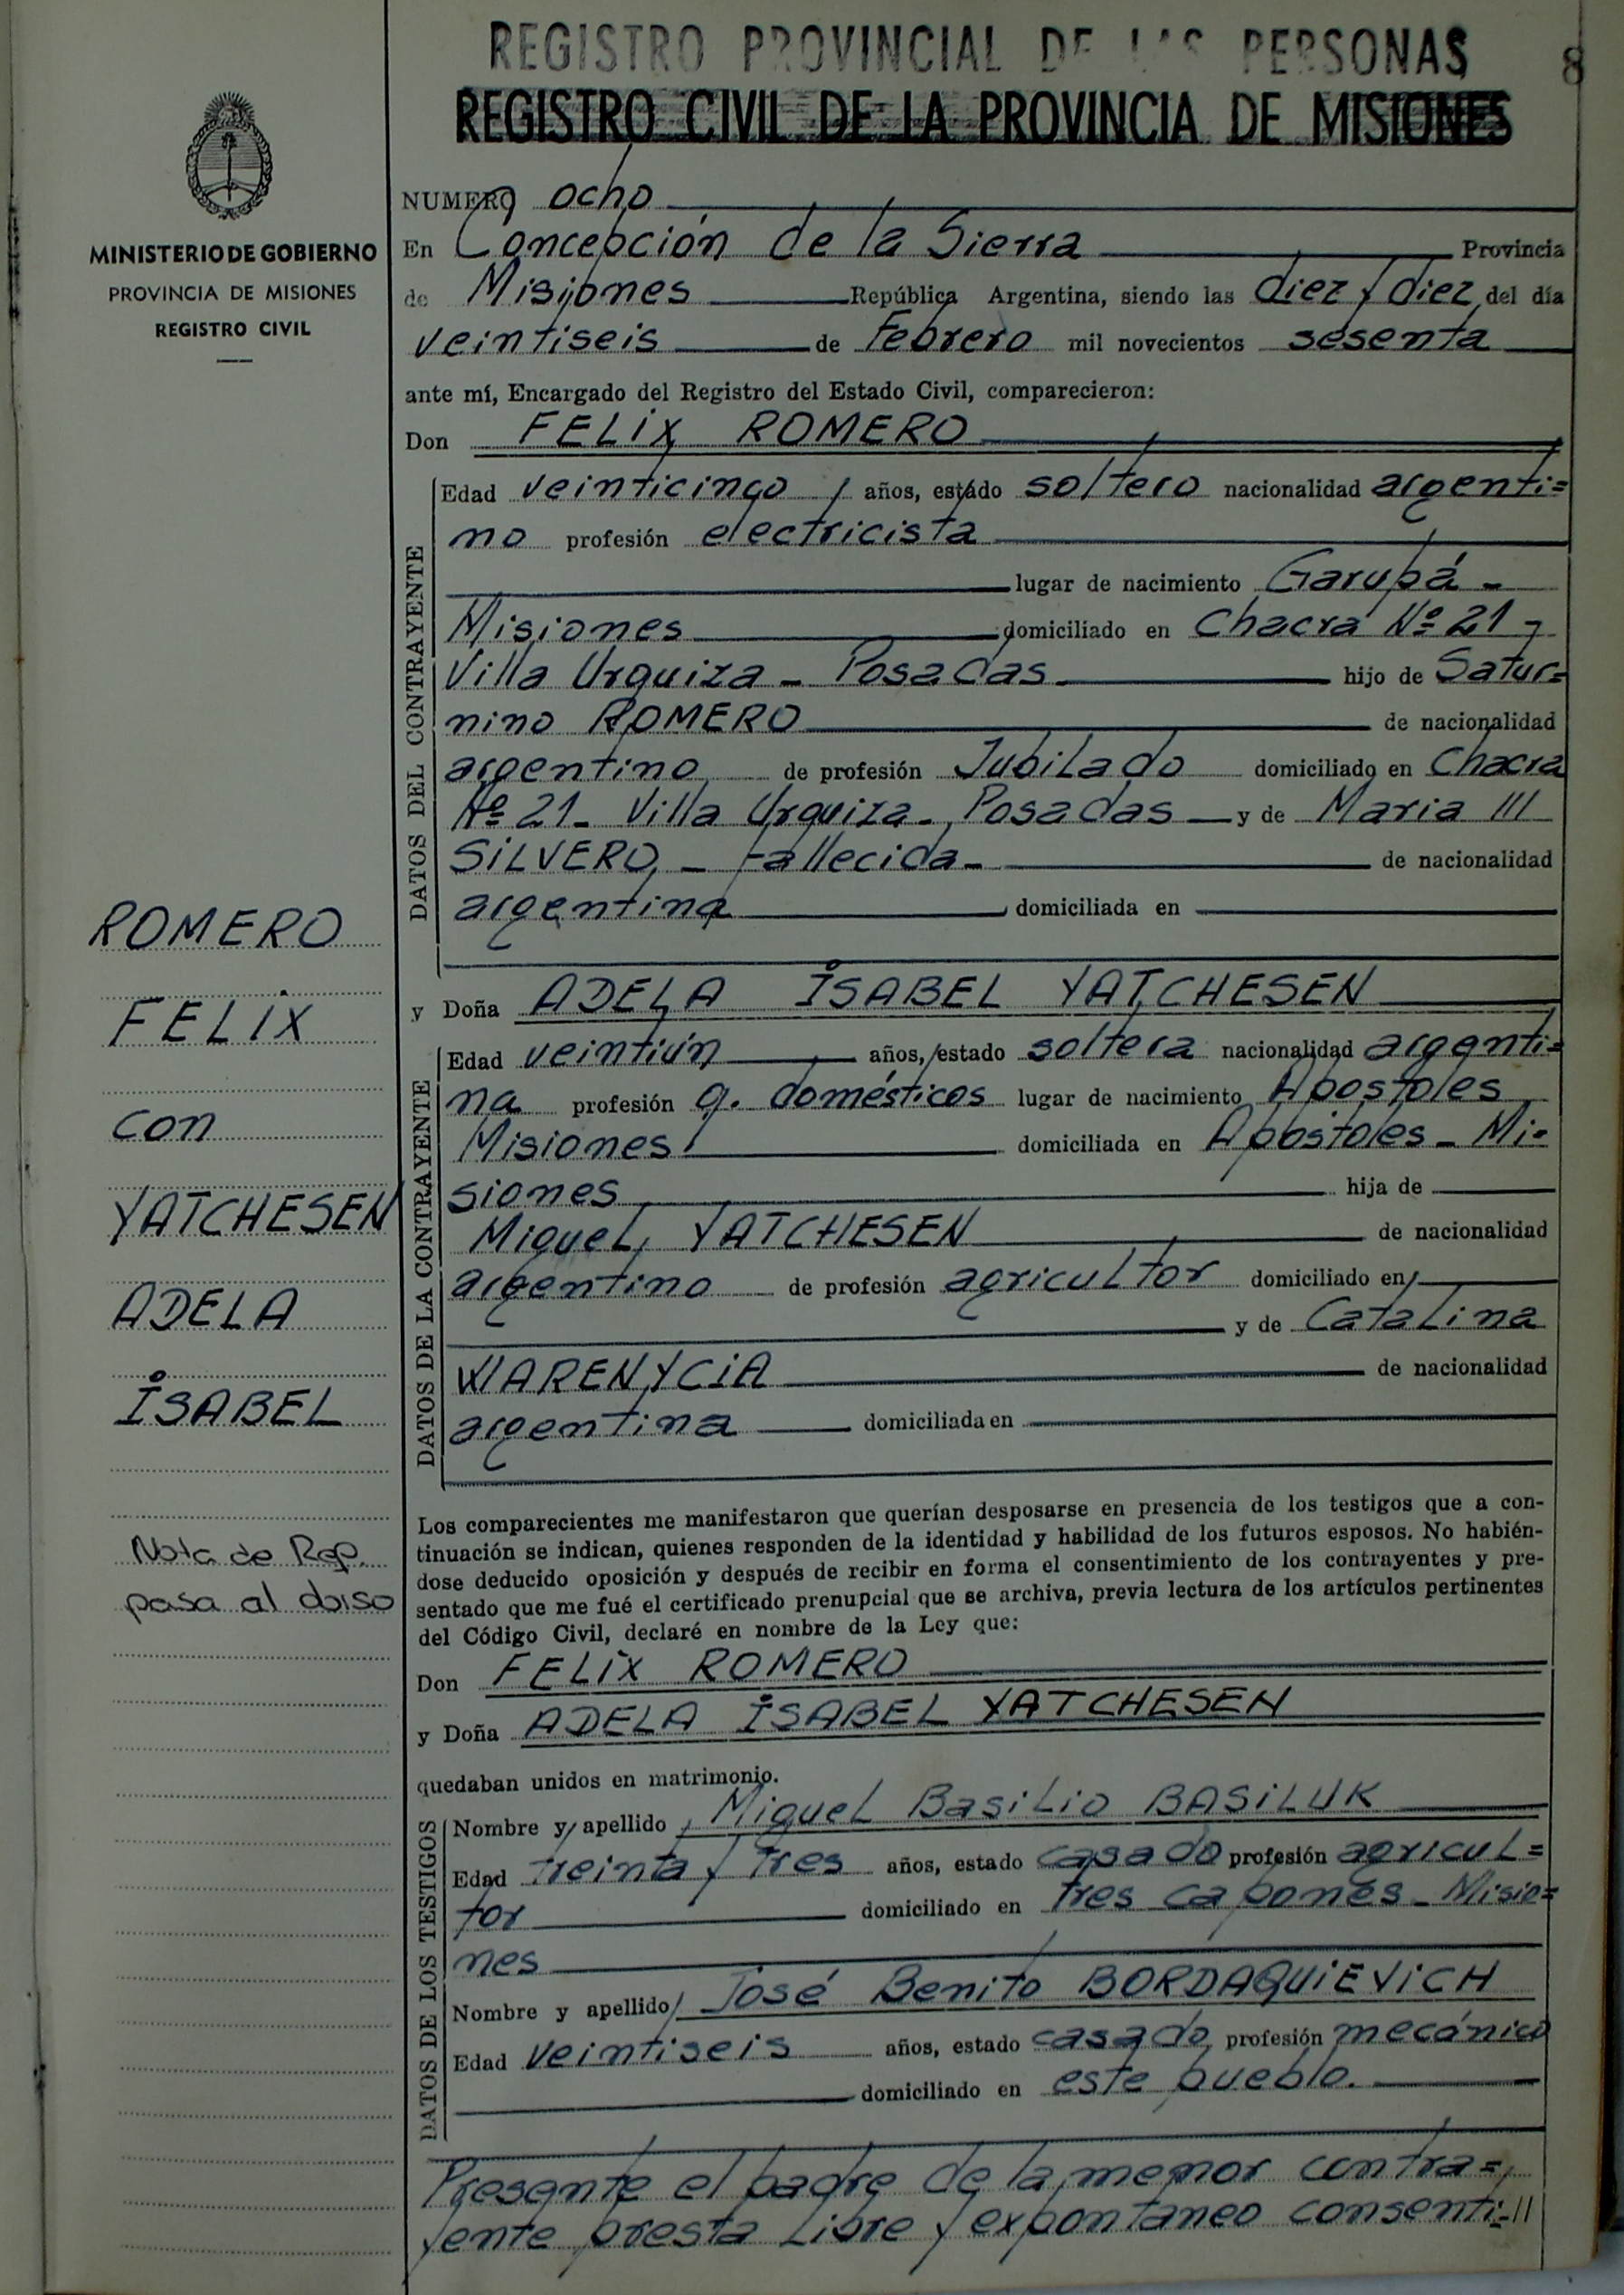 REGISTRO PROVINCIAL DE LAS PERSONAS
8
REGISTRO CIVIL DE LA PROVINCIA DE MISIONES
MINISTERIO DE GOBIERNO
PROVINCIA DE MISIONES
REGISTRO CIVIL
NUMERO ocho
En Concepción de la Sierra Provincia
de Misiones República Argentina, siendo las diez y diez del día
veintiseis de Febrero mil novecientos sesenta
ante mí, Encargado del Registro del Estado Civil, comparecieron:
Don FELIX ROMERO
DATOS DEL CONTRAYENTE
Edad veinticinco años, estado soltero nacionalidad argenti=
no profesión electricista
lugar de nacimiento Garupá -
Misiones domiciliado en Chacra Nº 21 -
Villa Urquiza - Posadas. hijo de Satur=
nino ROMERO de nacionalidad
argentino de profesión Jubilado domiciliado en Chacra
Nº 21 - Villa Urquiza - Posadas y de Maria ///
SILVERO - Fallecida - de nacionalidad
argentina domiciliada en
y Doña ADELA ISABEL YATCHESEN
DATOS DE LA CONTRAYENTE
Edad veintiún años, estado soltera nacionalidad argenti=
na profesión q. domésticos lugar de nacimiento Apostoles
Misiones domiciliada en Apóstoles - Mi=
siones hija de
Miguel YATCHESEN de nacionalidad
argentino de profesión agricultor domiciliado en
y de Catalina
WARENYCIA de nacionalidad
argentina domiciliada en
Los comparecientes me manifestaron que querían desposarse en presencia de los testigos que a con-
tinuación se indican, quienes responden de la identidad y habilidad de los futuros esposos. No habién-
dose deducido oposición y después de recibir en forma el consentimiento de los contrayentes y pre-
sentado que me fué el certificado prenupcial que se archiva, previa lectura de los artículos pertinentes
del Código Civil, declaré en nombre de la Ley que:
Don FELIX ROMERO
y Doña ADELA ISABEL YATCHESEN
quedaban unidos en matrimonio.
DATOS DE LOS TESTIGOS
Nombre y apellido Miguel Basilio BASILUK
Edad treinta y tres años, estado casado profesión agricul=
tor domiciliado en tres capones - Misio=
nes
Nombre y apellido José Benito BORDAQUIEVICH
Edad veintiseis años, estado casado profesión mecánico
domiciliado en este pueblo.
Presente el padre de la menor contra=
yente presta libre y expontaneo consenti=//
ROMERO
FELIX
con
YATCHESEN
ADELA
ISABEL
Nota de Rep.
pasa al dorso